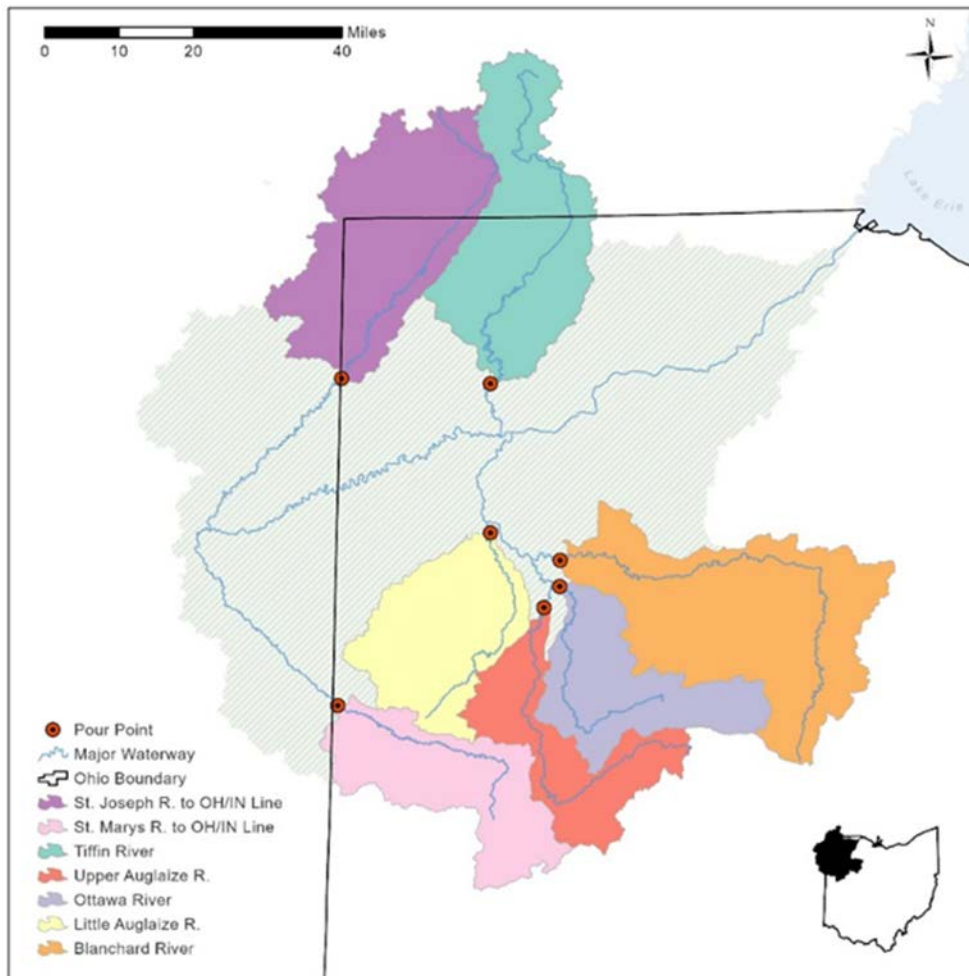 Miles
0 10 20 40
N
Lake Erie
Pour Point
Major Waterway
Ohio Boundary
St. Joseph R. to OH/IN Line
St. Marys R. to OH/IN Line
Tiffin River
Upper Auglaize R.
Ottawa River
Little Auglaize R.
Blanchard River